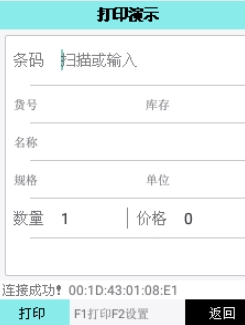 打印演示
条码 扫描或输入
货号 库存
名称
规格 单位
数量 1 价格 0
连接成功! 00:1D:43:01:08:E1
打印 F1打印F2设置 返回